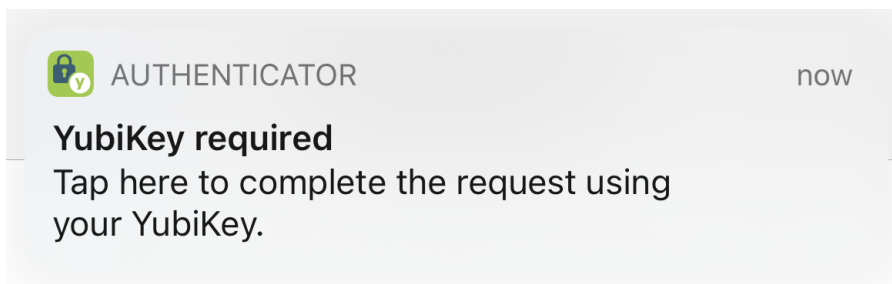 AUTHENTICATOR now
YubiKey required
Tap here to complete the request using
your YubiKey.